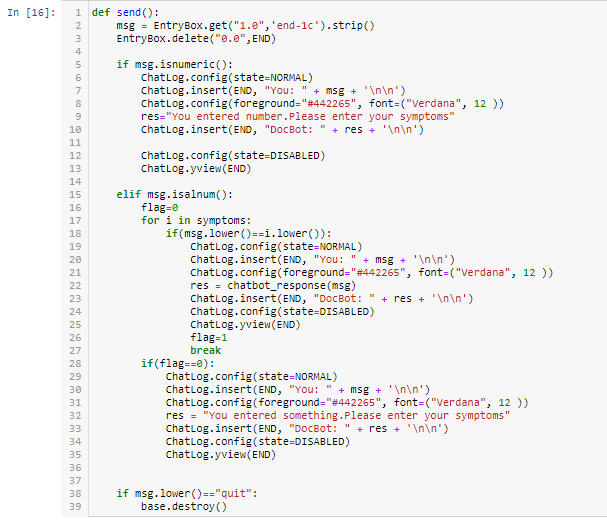 In [16]:
1 def send():
2     msg = EntryBox.get("1.0",'end-1c').strip()
3     EntryBox.delete("0.0",END)
4
5     if msg.isnumeric():
6         ChatLog.config(state=NORMAL)
7         ChatLog.insert(END, "You: " + msg + '\n\n')
8         ChatLog.config(foreground="#442265", font=("Verdana", 12 ))
9         res="You entered number.Please enter your symptoms"
10         ChatLog.insert(END, "DocBot: " + res + '\n\n')
11
12         ChatLog.config(state=DISABLED)
13         ChatLog.yview(END)
14
15     elif msg.isalnum():
16         flag=0
17         for i in symptoms:
18             if(msg.lower()==i.lower()):
19                 ChatLog.config(state=NORMAL)
20                 ChatLog.insert(END, "You: " + msg + '\n\n')
21                 ChatLog.config(foreground="#442265", font=("Verdana", 12 ))
22                 res = chatbot_response(msg)
23                 ChatLog.insert(END, "DocBot: " + res + '\n\n')
24                 ChatLog.config(state=DISABLED)
25                 ChatLog.yview(END)
26                 flag=1
27                 break
28         if(flag==0):
29             ChatLog.config(state=NORMAL)
30             ChatLog.insert(END, "You: " + msg + '\n\n')
31             ChatLog.config(foreground="#442265", font=("Verdana", 12 ))
32             res = "You entered something.Please enter your symptoms"
33             ChatLog.insert(END, "DocBot: " + res + '\n\n')
34             ChatLog.config(state=DISABLED)
35             ChatLog.yview(END)
36
37
38     if msg.lower()=="quit":
39         base.destroy()